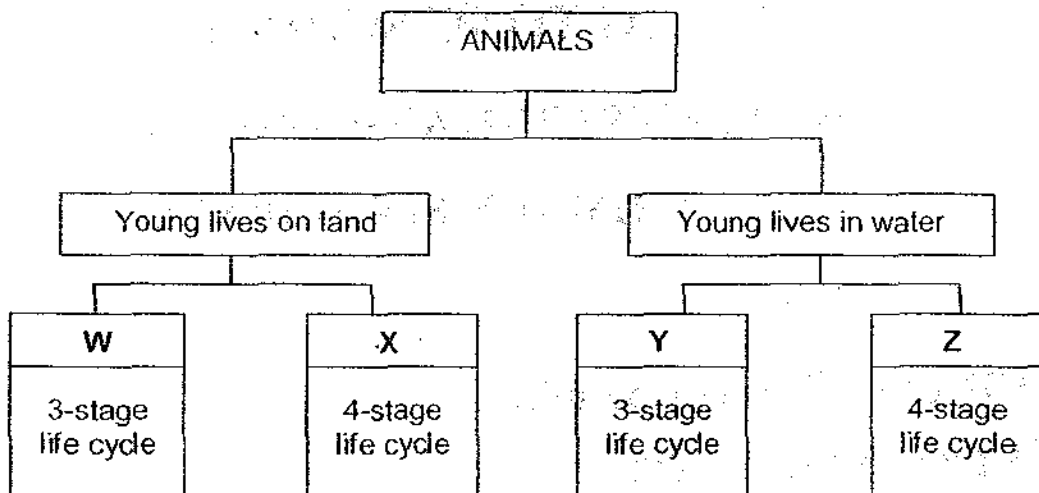 ANIMALS
Young lives on land
Young lives in water
W
X
Y
Z
3-stage
life cycle
4-stage
life cycle
3-stage
life cycle
4-stage
life cycle